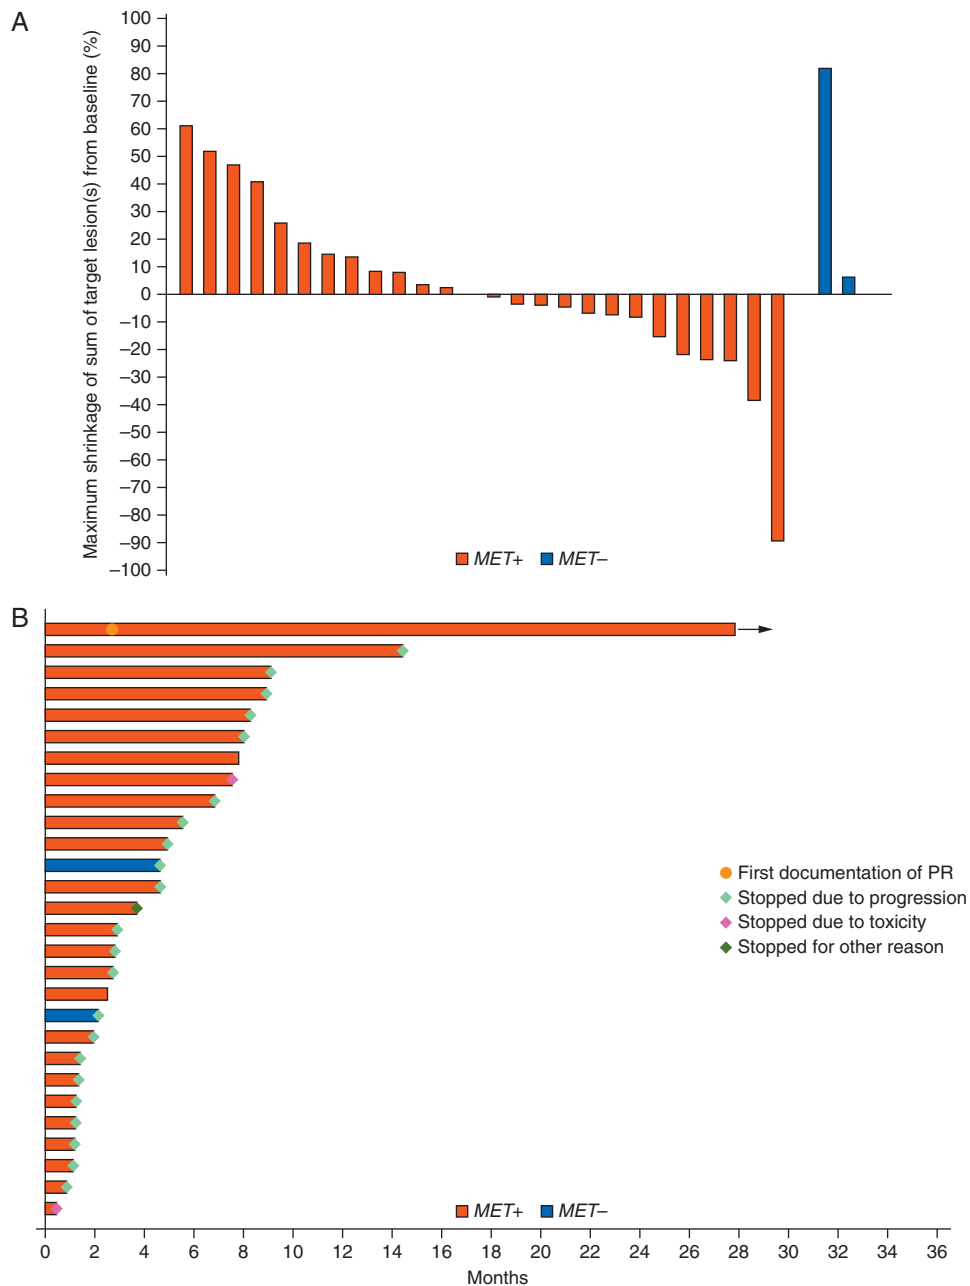 A
Maximum shrinkage of sum of target lesion(s) from baseline (%)
100
90
80
70
60
50
40
30
20
10
0
–10
–20
–30
–40
–50
–60
–70
–80
–90
–100
MET+ MET–
B
First documentation of PR
Stopped due to progression
Stopped due to toxicity
Stopped for other reason
MET+ MET–
0 2 4 6 8 10 12 14 16 18 20 22 24 26 28 30 32 34 36
Months